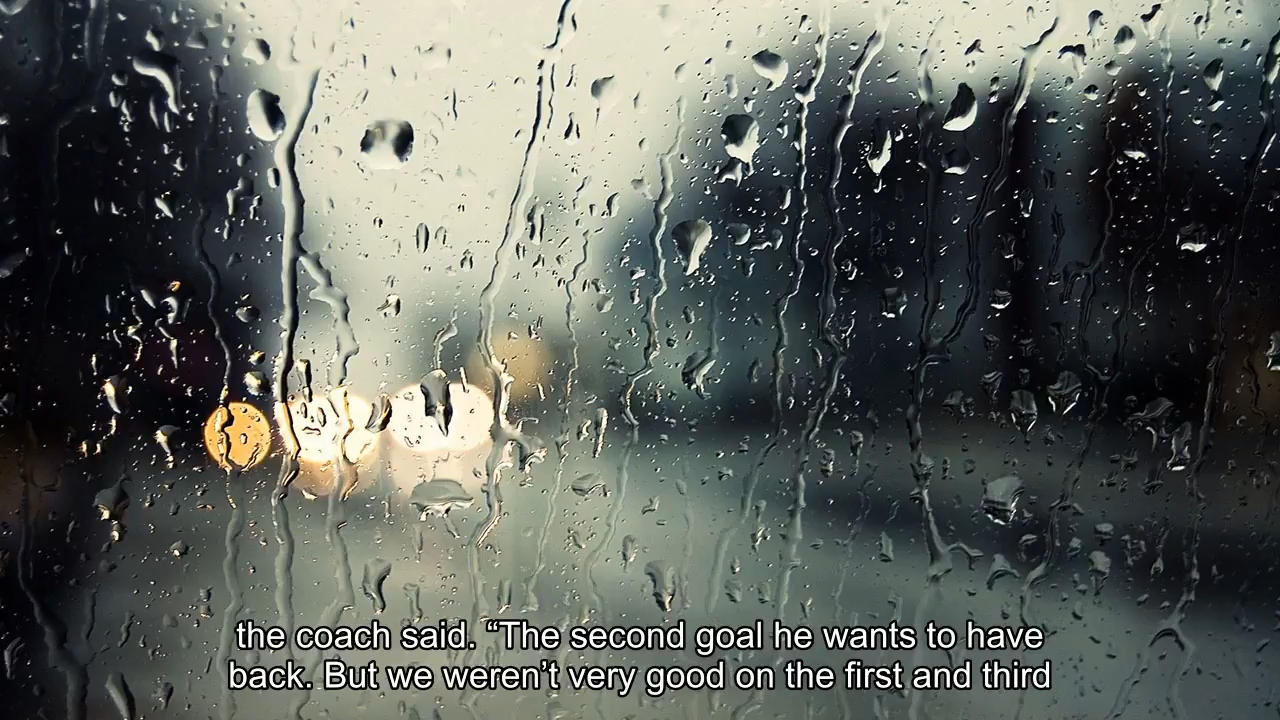 the coach said. “The second goal he wants to have
back. But we weren’t very good on the first and third